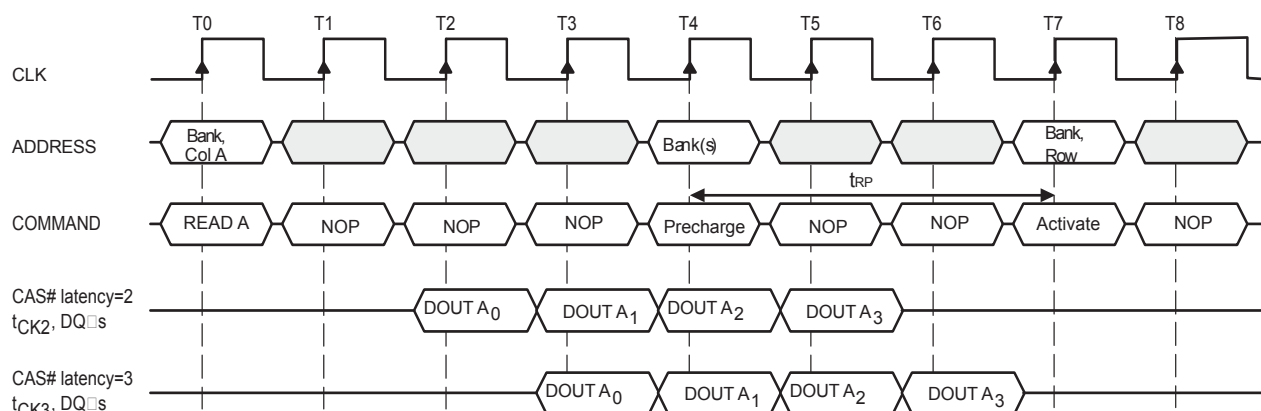 T0 T1 T2 T3 T4 T5 T6 T7 T8
CLK
ADDRESS
Bank,
Col A
Bank(s)
Bank,
Row
tRP
COMMAND
READ A NOP NOP NOP Precharge NOP NOP Activate NOP
CAS# latency=2
tCK2, DQ□s
DOUT A0 DOUT A1 DOUT A2 DOUT A3
CAS# latency=3
tCK3, DQ□s
DOUT A0 DOUT A1 DOUT A2 DOUT A3